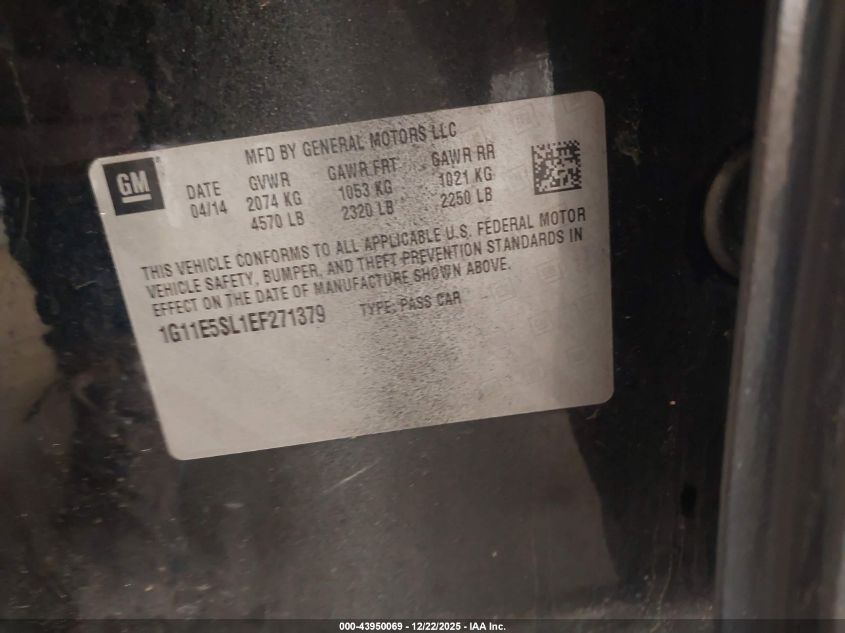 GM
MFD BY GENERAL MOTORS LLC
DATE GVWR GAWR FRT GAWR RR
04/14 2074 KG 1053 KG 1021 KG
4570 LB 2320 LB 2250 LB
THIS VEHICLE CONFORMS TO ALL APPLICABLE U.S. FEDERAL MOTOR
VEHICLE SAFETY, BUMPER, AND THEFT PREVENTION STANDARDS IN
EFFECT ON THE DATE OF MANUFACTURE SHOWN ABOVE.
1G11E5SL1EF271379 TYPE: PASS CAR
000-43950069 - 12/22/2025 - IAA Inc.